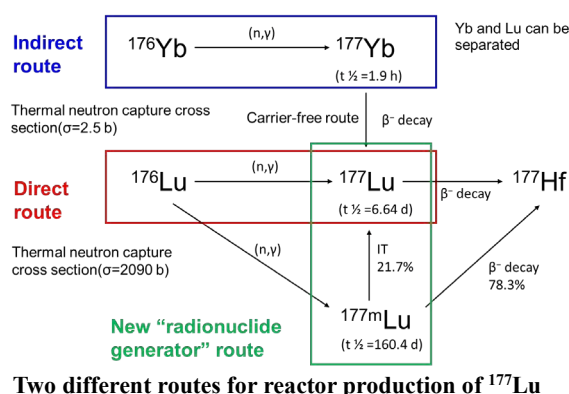 Indirect route
¹⁷⁶Yb (n,γ) ¹⁷⁷Yb
(t ½ =1.9 h)
Yb and Lu can be
separated
Thermal neutron capture cross
section(σ=2.5 b)
Carrier-free route
β⁻ decay
Direct
route
¹⁷⁶Lu (n,γ) ¹⁷⁷Lu
(t ½ =6.64 d)
β⁻ decay
¹⁷⁷Hf
Thermal neutron capture
cross section(σ=2090 b)
(n,γ)
IT
21.7%
β⁻ decay
78.3%
New “radionuclide
generator” route
¹⁷⁷ᵐLu
(t ½ =160.4 d)
Two different routes for reactor production of ¹⁷⁷Lu